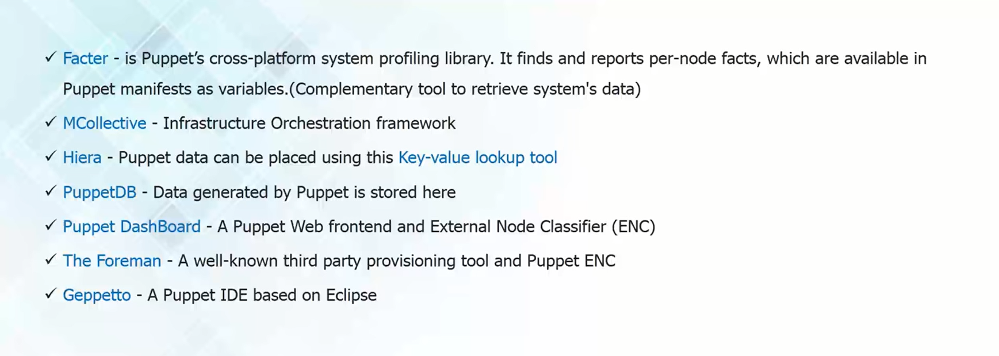 ✓ Facter - is Puppet’s cross-platform system profiling library. It finds and reports per-node facts, which are available in
Puppet manifests as variables.(Complementary tool to retrieve system's data)
✓ MCollective - Infrastructure Orchestration framework
✓ Hiera - Puppet data can be placed using this Key-value lookup tool
✓ PuppetDB - Data generated by Puppet is stored here
✓ Puppet DashBoard - A Puppet Web frontend and External Node Classifier (ENC)
✓ The Foreman - A well-known third party provisioning tool and Puppet ENC
✓ Geppetto - A Puppet IDE based on Eclipse